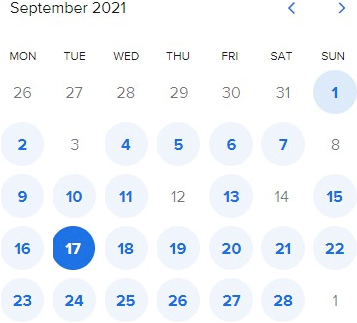 September 2021
MON TUE WED THU FRI SAT SUN
26 27 28 29 30 31 1
2 3 4 5 6 7 8
9 10 11 12 13 14 15
16 17 18 19 20 21 22
23 24 25 26 27 28 1